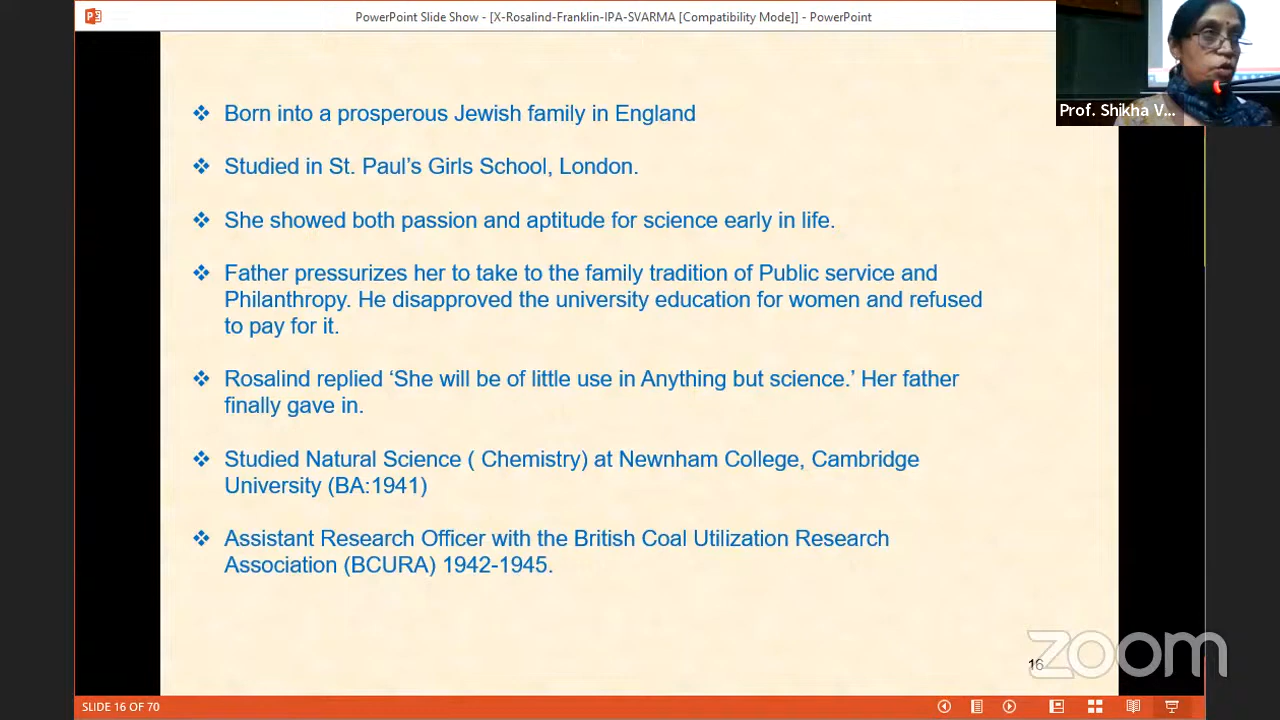 PowerPoint Slide Show - [X-Rosalind-Franklin-IPA-SVARMA [Compatibility Mode]] - PowerPoint
Prof. Shikha V...
❖ Born into a prosperous Jewish family in England
❖ Studied in St. Paul's Girls School, London.
❖ She showed both passion and aptitude for science early in life.
❖ Father pressurizes her to take to the family tradition of Public service and
Philanthropy. He disapproved the university education for women and refused
to pay for it.
❖ Rosalind replied ‘She will be of little use in Anything but science.’ Her father
finally gave in.
❖ Studied Natural Science ( Chemistry) at Newnham College, Cambridge
University (BA:1941)
❖ Assistant Research Officer with the British Coal Utilization Research
Association (BCURA) 1942-1945.
16
zoom
SLIDE 16 OF 70